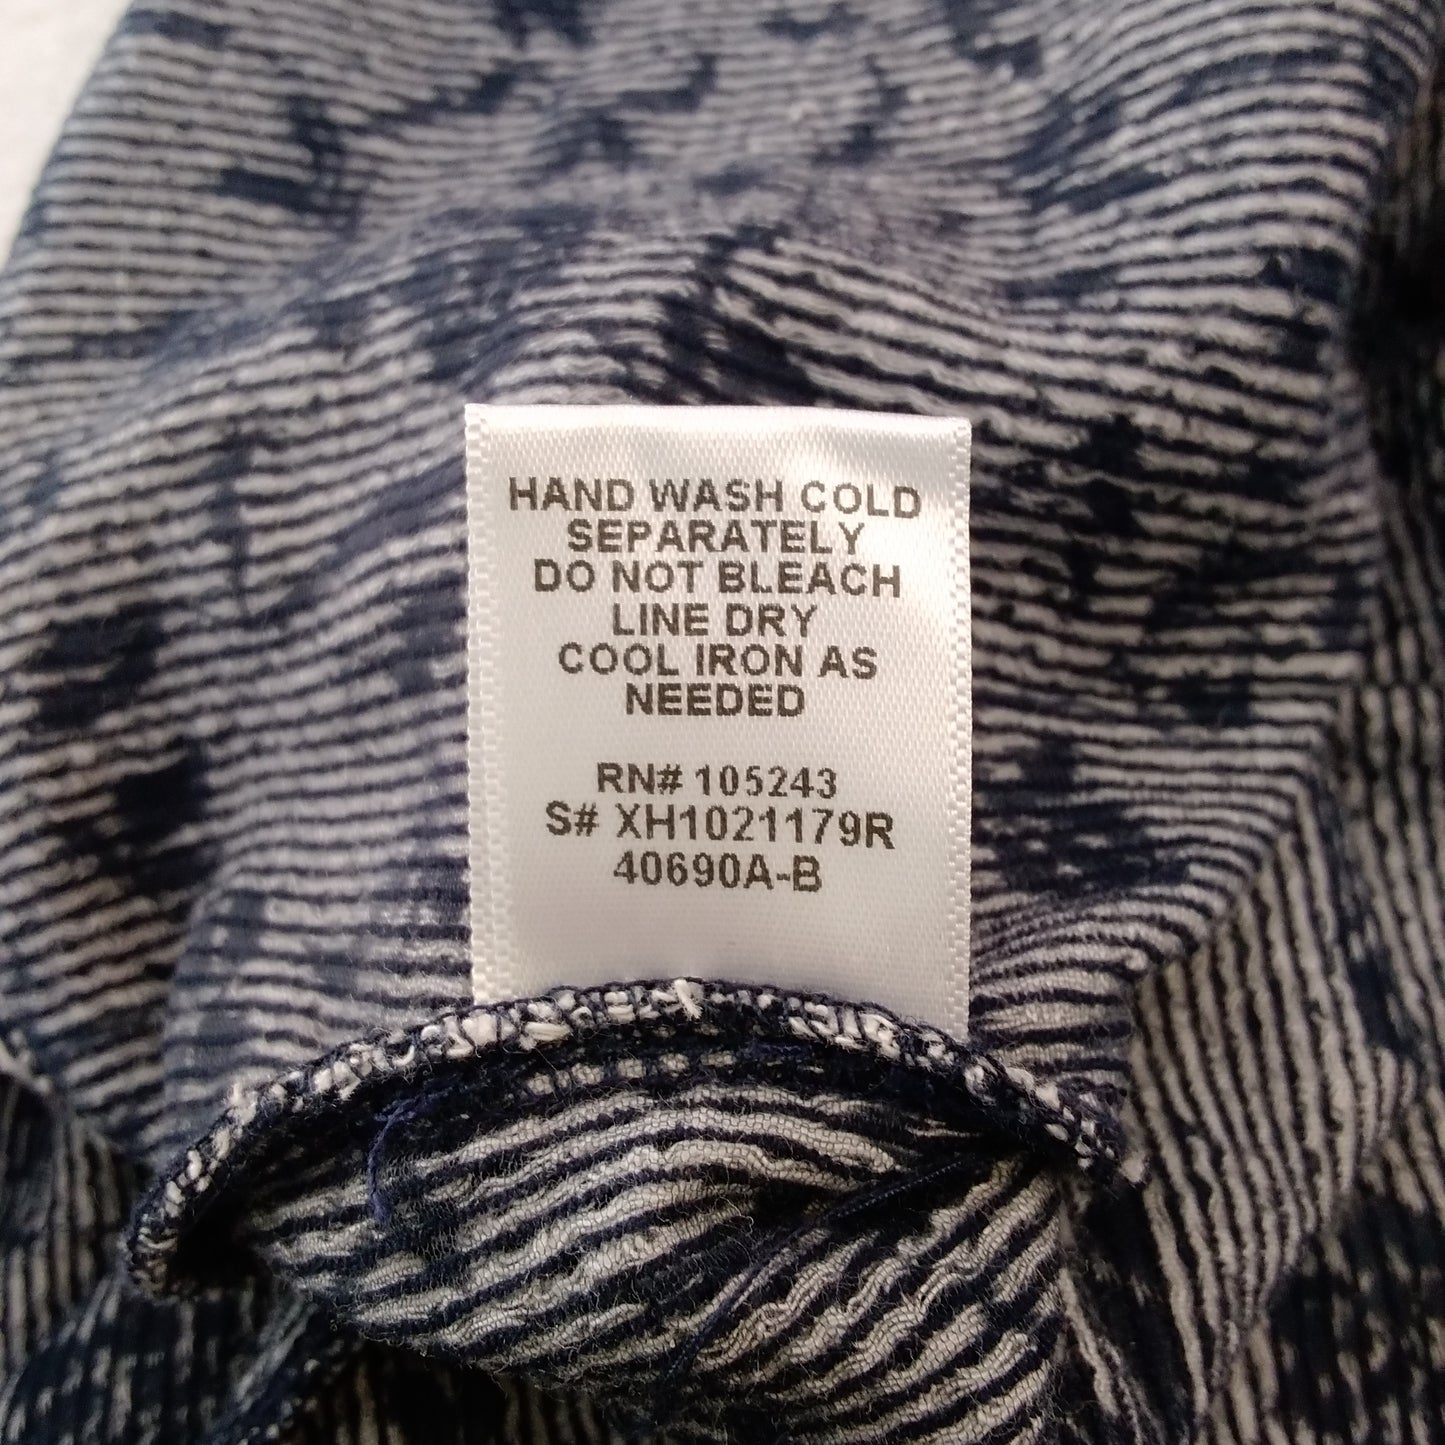 HAND WASH COLD
SEPARATELY
DO NOT BLEACH
LINE DRY
COOL IRON AS
NEEDED
RN# 105243
S# XH1021179R
40690A-B